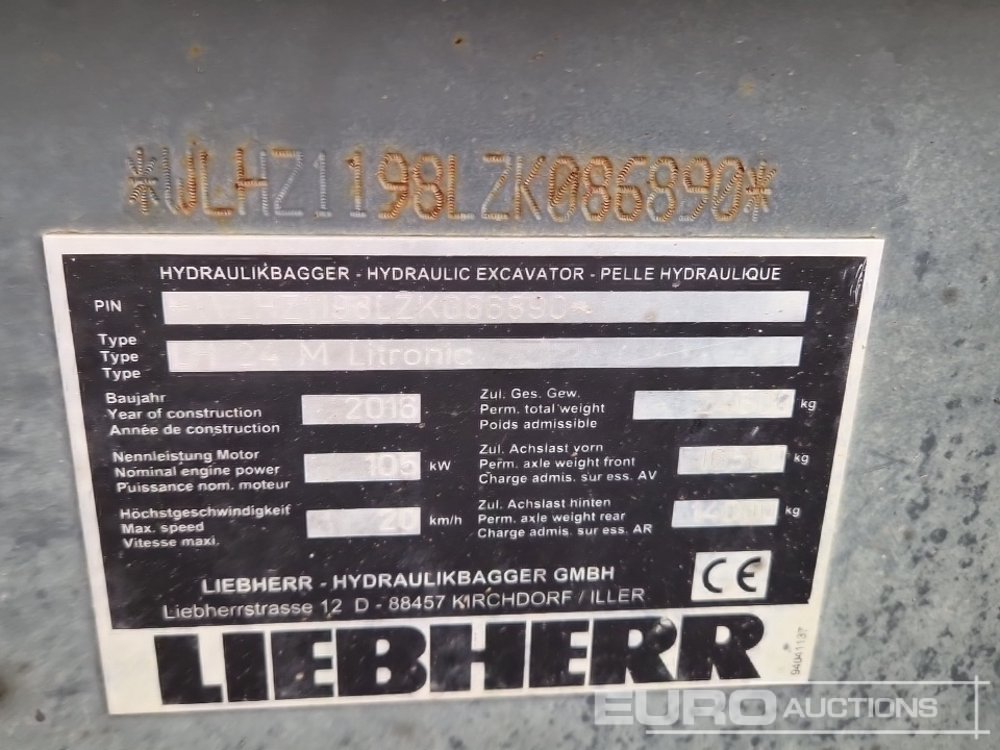 *WLHZ1198LZK086890*
HYDRAULIKBAGGER - HYDRAULIC EXCAVATOR - PELLE HYDRAULIQUE
PIN
Type
Type LH 24 M Litronic
Type
Baujahr
Year of construction 2016
Année de construction
Nennleistung Motor
Nominal engine power 105 kW
Puissance nom. moteur
Höchstgeschwindigkeit
Max. speed 20 km/h
Vitesse maxi.
Zul. Ges. Gew.
Perm. total weight kg
Poids admissible
Zul. Achslast vorn
Perm. axle weight front kg
Charge admis. sur ess. AV
Zul. Achslast hinten
Perm. axle weight rear kg
Charge admis. sur ess. AR
LIEBHERR - HYDRAULIKBAGGER GMBH
Liebherrstrasse 12 D - 88457 KIRCHDORF / ILLER
CE
LIEBHERR
94041137
EURO AUCTIONS